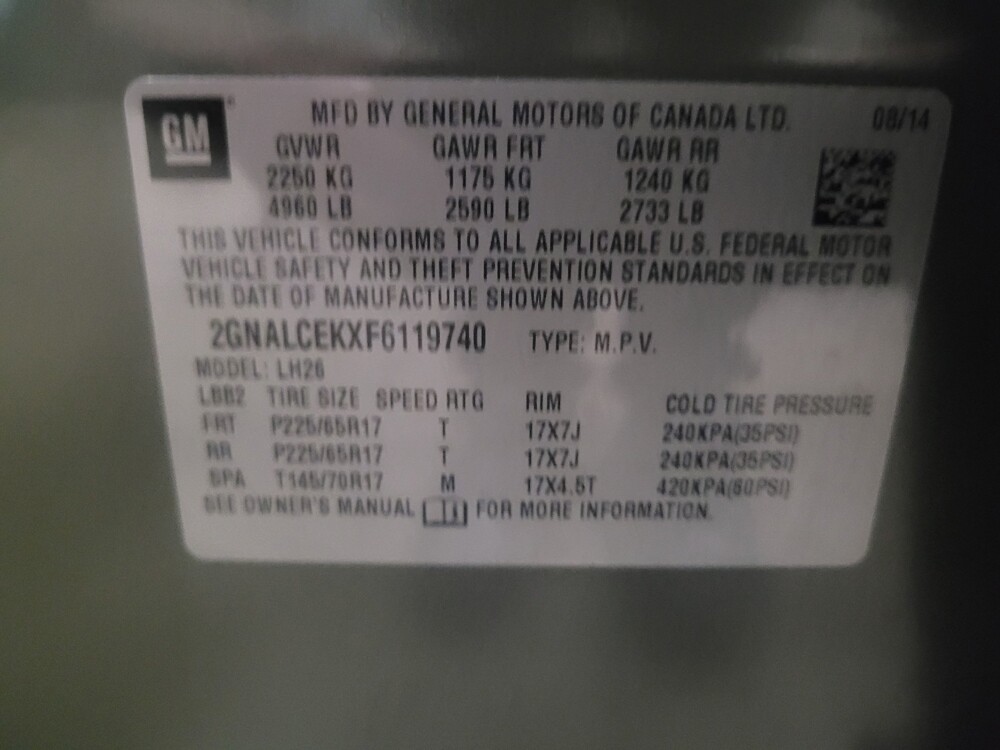 GM MFD BY GENERAL MOTORS OF CANADA LTD. 08/14
GVWR GAWR FRT GAWR RR
2250 KG 1175 KG 1240 KG
4960 LB 2590 LB 2733 LB
THIS VEHICLE CONFORMS TO ALL APPLICABLE U.S. FEDERAL MOTOR
VEHICLE SAFETY AND THEFT PREVENTION STANDARDS IN EFFECT ON
THE DATE OF MANUFACTURE SHOWN ABOVE.
2GNALCEKXF6119740 TYPE: M.P.V.
MODEL: LH26
LBB2 TIRE SIZE SPEED RTG RIM COLD TIRE PRESSURE
FRT P225/65R17 T 17X7J 240KPA(35PSI)
RR P225/65R17 T 17X7J 240KPA(35PSI)
SPA T145/70R17 M 17X4.5T 420KPA(60PSI)
SEE OWNER'S MANUAL FOR MORE INFORMATION.